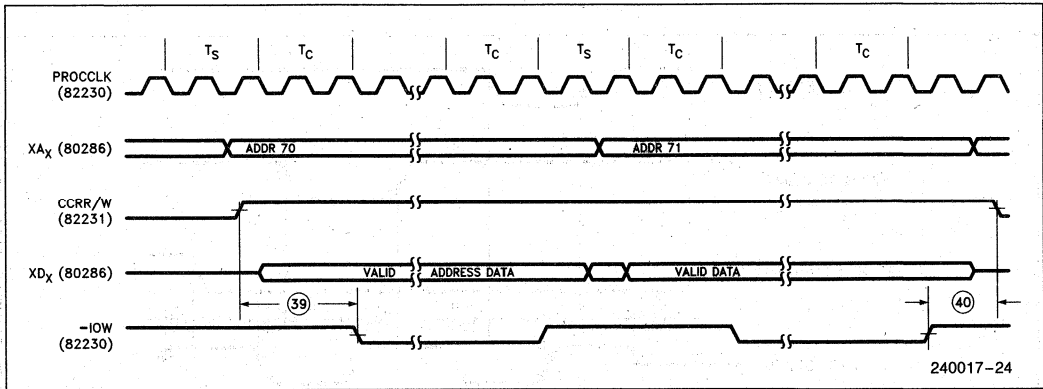 T_S T_C T_C T_S T_C T_C
PROCCLK
(82230)
XA_X (80286)
ADDR 70
ADDR 71
CCRR/W
(82231)
XD_X (80286)
VALID ADDRESS DATA
VALID DATA
39
40
-IOW
(82230)
240017-24